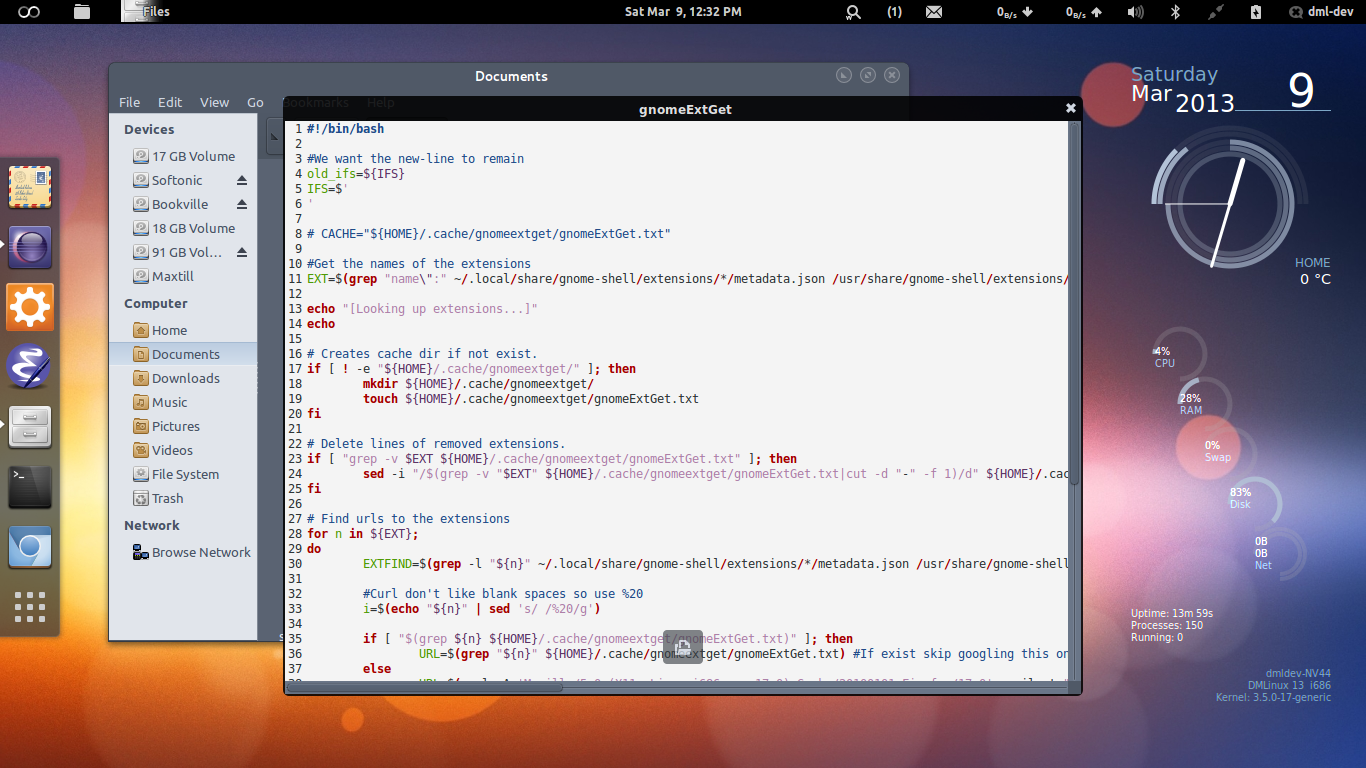 Files
Sat Mar 9, 12:32 PM
(1)
0B/s
0B/s
dml-dev
Documents
File Edit View Go Bookmarks Help
Devices
17 GB Volume
Softonic
Bookville
18 GB Volume
91 GB Vol...
Maxtill
Computer
Home
Documents
Downloads
Music
Pictures
Videos
File System
Trash
Network
Browse Network
gnomeExtGet
1 #!/bin/bash
2
3 #We want the new-line to remain
4 old_ifs=${IFS}
5 IFS=$'
6 '
7
8 # CACHE="${HOME}/.cache/gnomeextget/gnomeExtGet.txt"
9
10 #Get the names of the extensions
11 EXT=$(grep "name\":" ~/.local/share/gnome-shell/extensions/*/metadata.json /usr/share/gnome-shell/extensions/
12
13 echo "[Looking up extensions...]"
14 echo
15
16 # Creates cache dir if not exist.
17 if [ ! -e "${HOME}/.cache/gnomeextget/" ]; then
18 mkdir ${HOME}/.cache/gnomeextget/
19 touch ${HOME}/.cache/gnomeextget/gnomeExtGet.txt
20 fi
21
22 # Delete lines of removed extensions.
23 if [ "grep -v $EXT ${HOME}/.cache/gnomeextget/gnomeExtGet.txt" ]; then
24 sed -i "/$(grep -v "$EXT" ${HOME}/.cache/gnomeextget/gnomeExtGet.txt|cut -d "-" -f 1)/d" ${HOME}/.cac
25 fi
26
27 # Find urls to the extensions
28 for n in ${EXT};
29 do
30 EXTFIND=$(grep -l "${n}" ~/.local/share/gnome-shell/extensions/*/metadata.json /usr/share/gnome-shell
31
32 #Curl don't like blank spaces so use %20
33 i=$(echo "${n}" | sed 's/ /%20/g')
34
35 if [ "$(grep ${n} ${HOME}/.cache/gnomeextget/gnomeExtGet.txt)" ]; then
36 URL=$(grep "${n}" ${HOME}/.cache/gnomeextget/gnomeExtGet.txt) #If exist skip googling this on
37 else
Saturday
Mar 2013 9
HOME
0 °C
4%
CPU
28%
RAM
0%
Swap
83%
Disk
0B
0B
Net
Uptime: 13m 59s
Processes: 150
Running: 0
dmldev-NV44
DMLinux 13 i686
Kernel: 3.5.0-17-generic